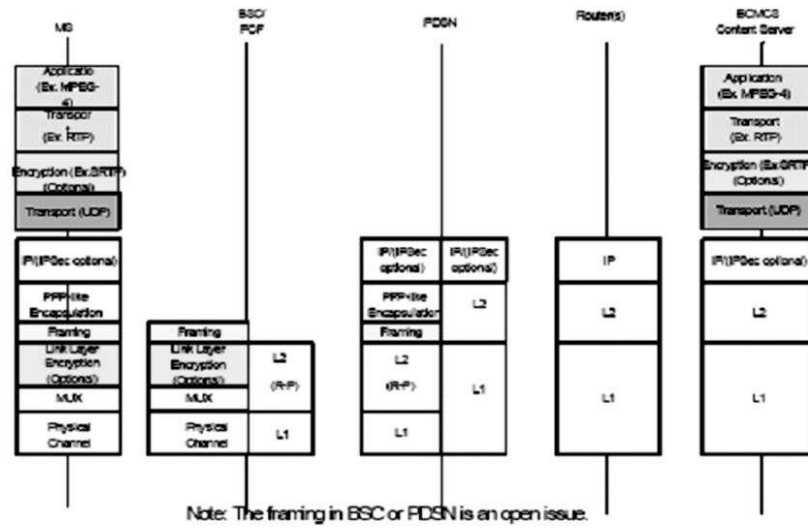 MS
BSC/
PCF
PDSN
Router(s)
BCMCS
Content Server
Applicatio
(Ex. MPEG-
4)
Transpor
t
(Ex. RTP)
Encryption (Ex.SRTP)
(Optional)
Transport (UDP)
IP/(IPSec optional)
PPP-like
Encapsulation
Framing
Link Layer
Encryption
(Optional)
MUX
Physical
Channel
Framing
Link Layer
Encryption
(Optional)
MUX
Physical
Channel
L2
(R-P)
L1
IP/(IPSec
optional)
PPP-like
Encapsulation
Framing
L2
(R-P)
L1
IP/(IPSec
optional)
L2
L1
IP
L2
L1
Application
(Ex. MPEG-4)
Transport
(Ex. RTP)
Encryption (Ex.SRTP
(Optional)
Transport (UDP)
IP/(IPSec optional)
L2
L1
Note: The framing in BSC or PDSN is an open issue.